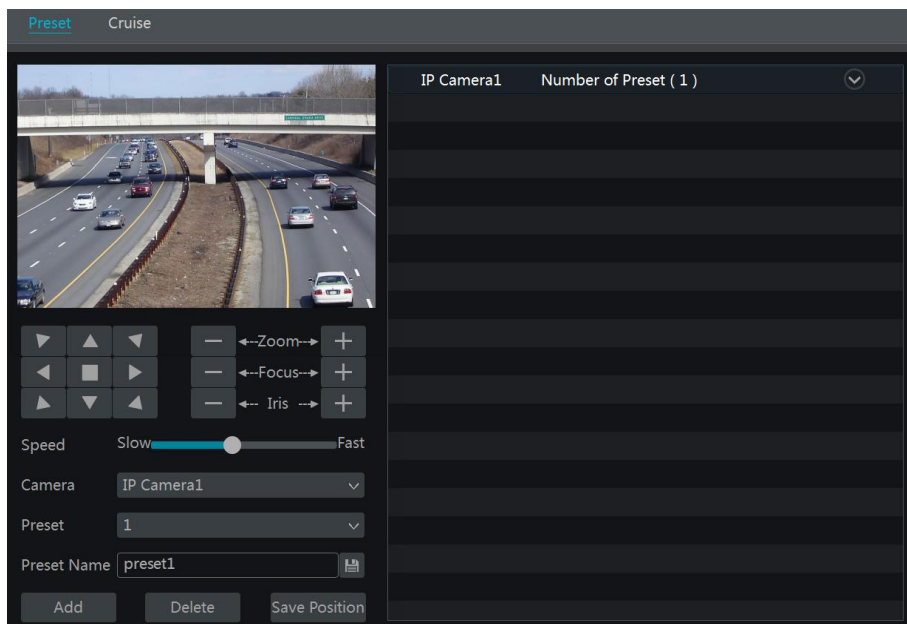 Preset Cruise
IP Camera1 Number of Preset ( 1 )
Zoom
Focus
Iris
Speed Slow Fast
Camera IP Camera1
Preset 1
Preset Name preset1
Add Delete Save Position